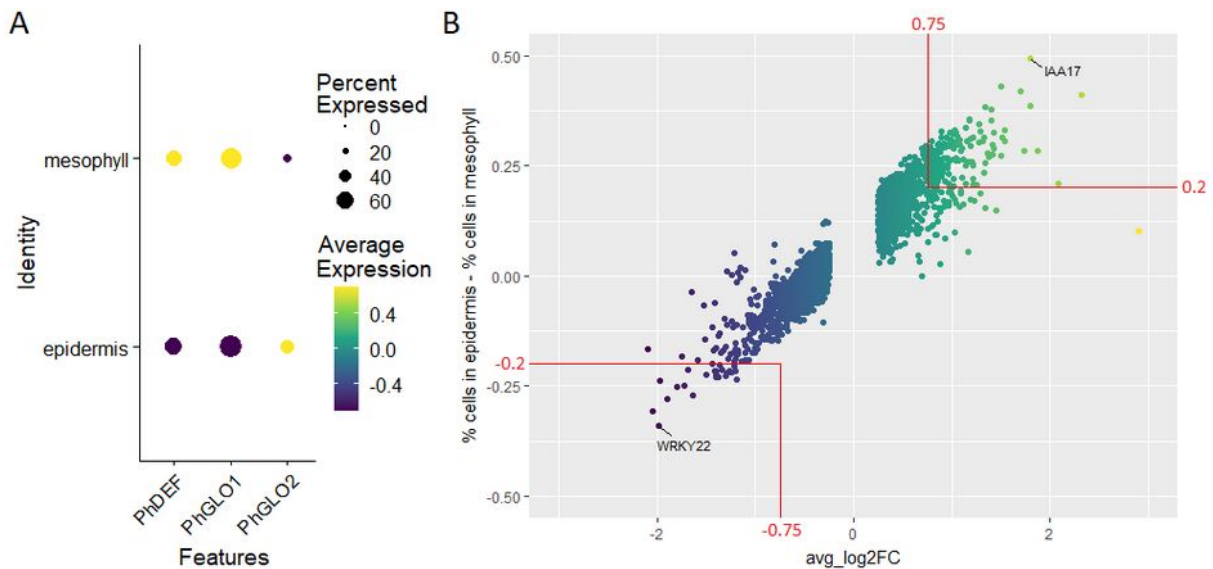 A
mesophyll
epidermis
Identity
PhDEF
PhGLO1
PhGLO2
Features
Percent
Expressed
0
20
40
60
Average
Expression
0.4
0.0
-0.4
B
0.75
0.50
0.25
0.00
-0.25
-0.50
% cells in epidermis - % cells in mesophyll
IAA17
0.2
-0.2
WRKY22
-0.75
-2
0
2
avg_log2FC